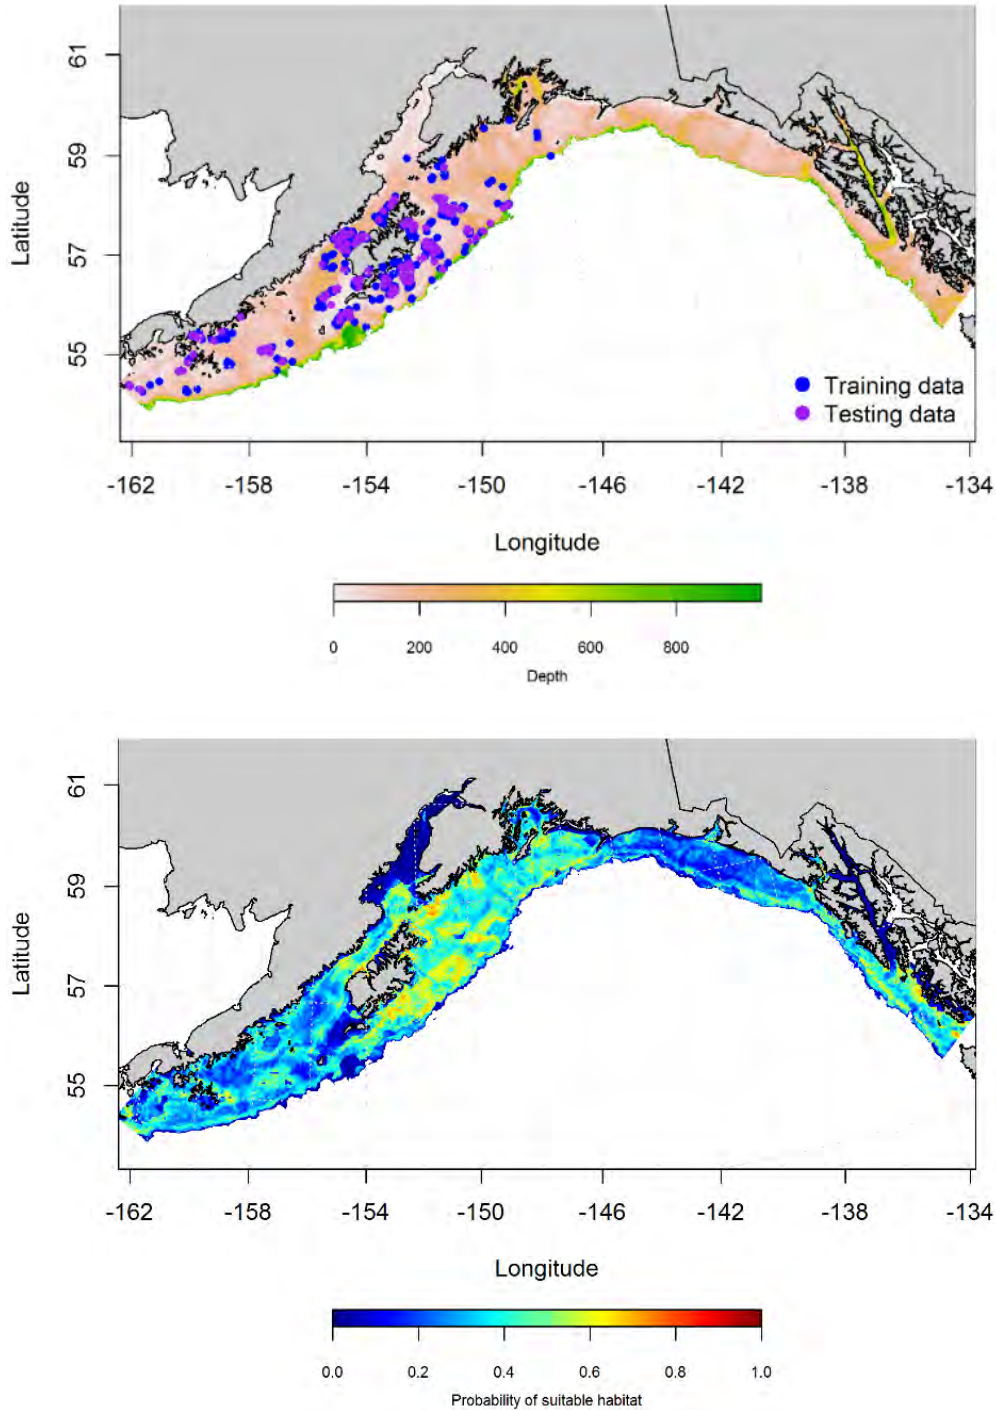 61
59
57
55
Latitude
Training data
Testing data
-162 -158 -154 -150 -146 -142 -138 -134
Longitude
0 200 400 600 800
Depth
61
59
57
55
Latitude
-162 -158 -154 -150 -146 -142 -138 -134
Longitude
0.0 0.2 0.4 0.6 0.8 1.0
Probability of suitable habitat